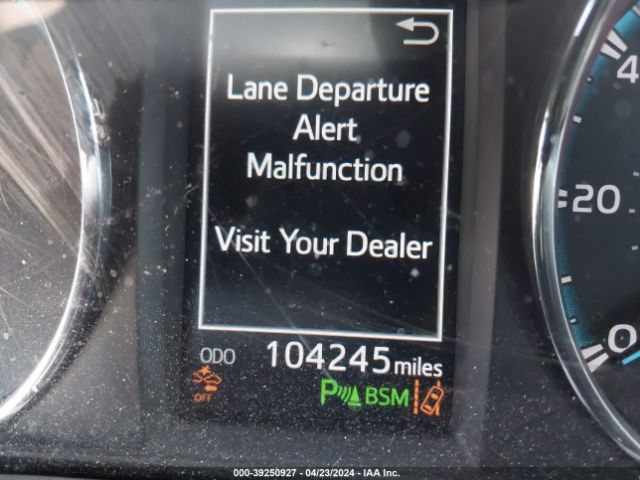 Lane Departure
Alert
Malfunction
Visit Your Dealer
4
20
0
ODO 104245 miles
OFF
P BSM
000-39250927 - 04/23/2024 - IAA Inc.